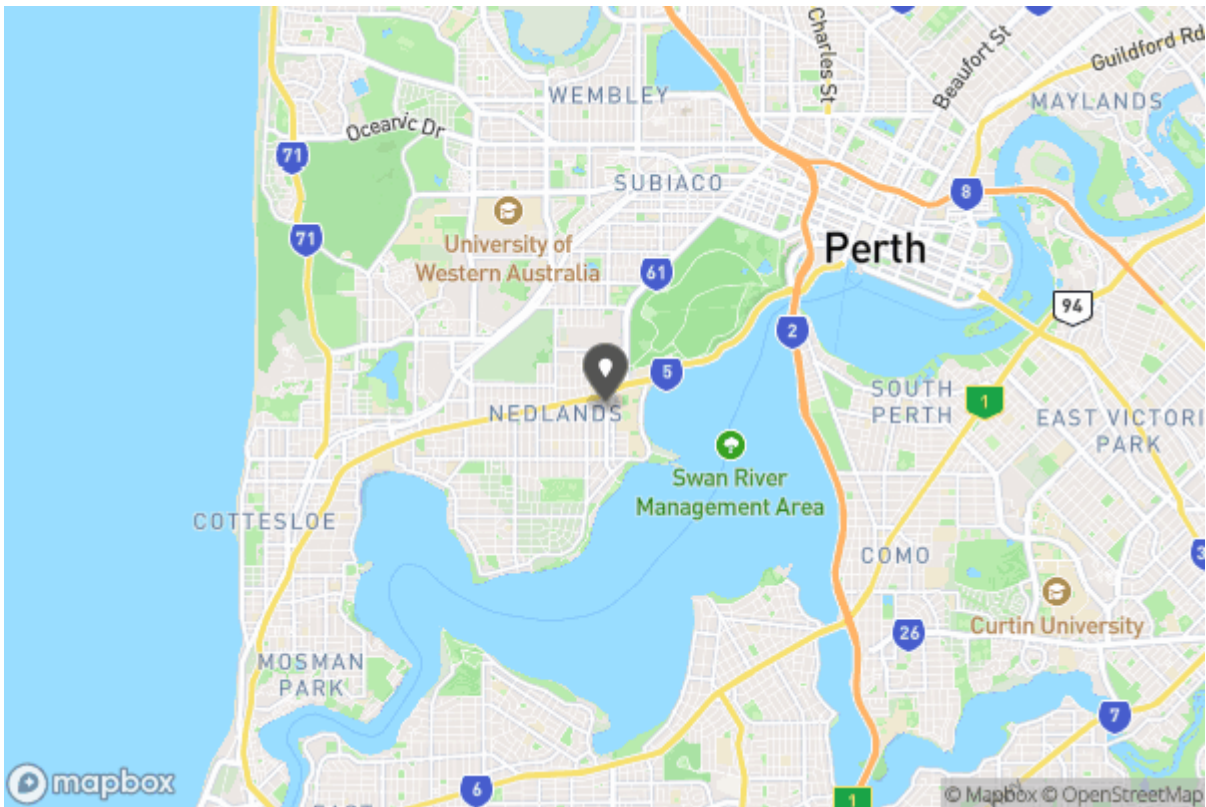 Charles St
Beaufort St
Guildford Rd
WEMBLEY
MAYLANDS
Oceanic Dr
71
SUBIACO
8
University of
Western Australia
71
Perth
61
94
2
5
SOUTH
PERTH
1
NEDLANDS
EAST VICTORI
PARK
Swan River
Management Area
COTTESLOE
COMO
3
Curtin University
26
MOSMAN
PARK
7
6
1
mapbox
© Mapbox © OpenStreetMap